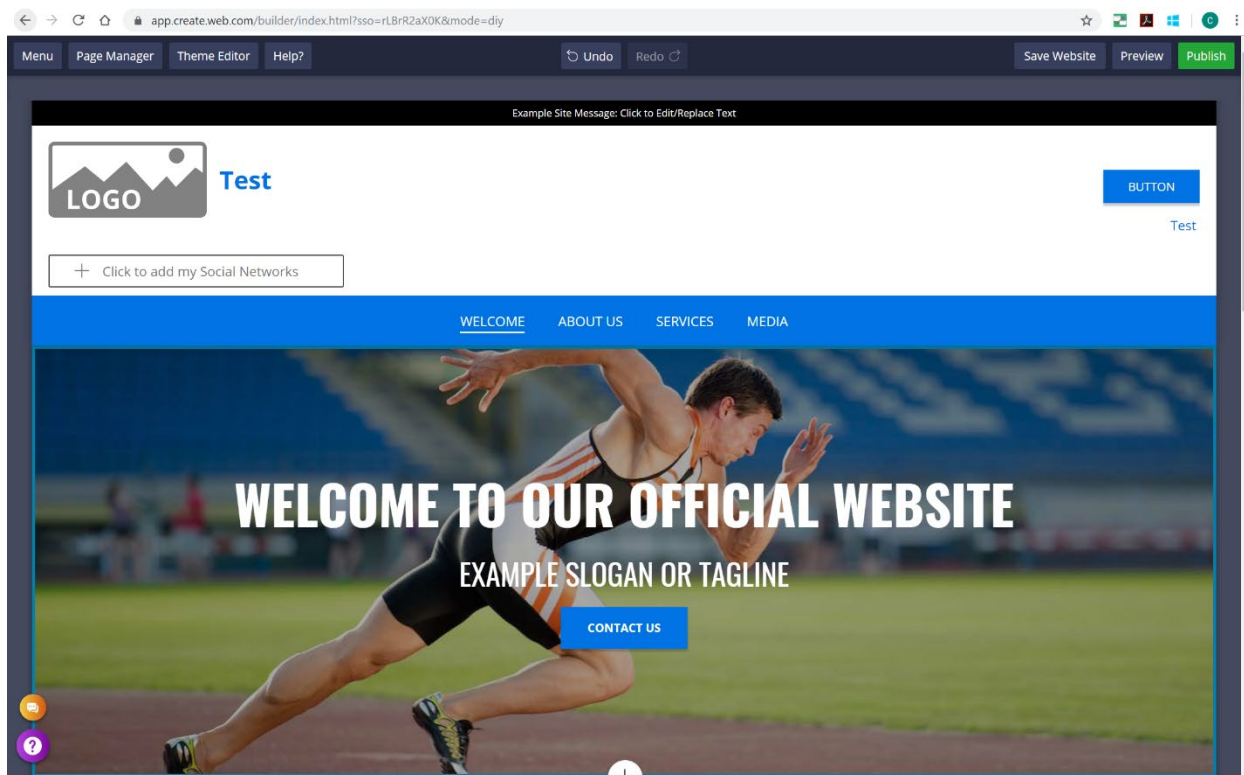 app.create.web.com/builder/index.html?sso=rLBrR2aX0K&mode=diy
C
Menu Page Manager Theme Editor Help? Undo Redo Save Website Preview Publish
Example Site Message: Click to Edit/Replace Text
LOGO
Test
BUTTON
Test
+ Click to add my Social Networks
WELCOME ABOUT US SERVICES MEDIA
WELCOME TO OUR OFFICIAL WEBSITE
EXAMPLE SLOGAN OR TAGLINE
CONTACT US
?